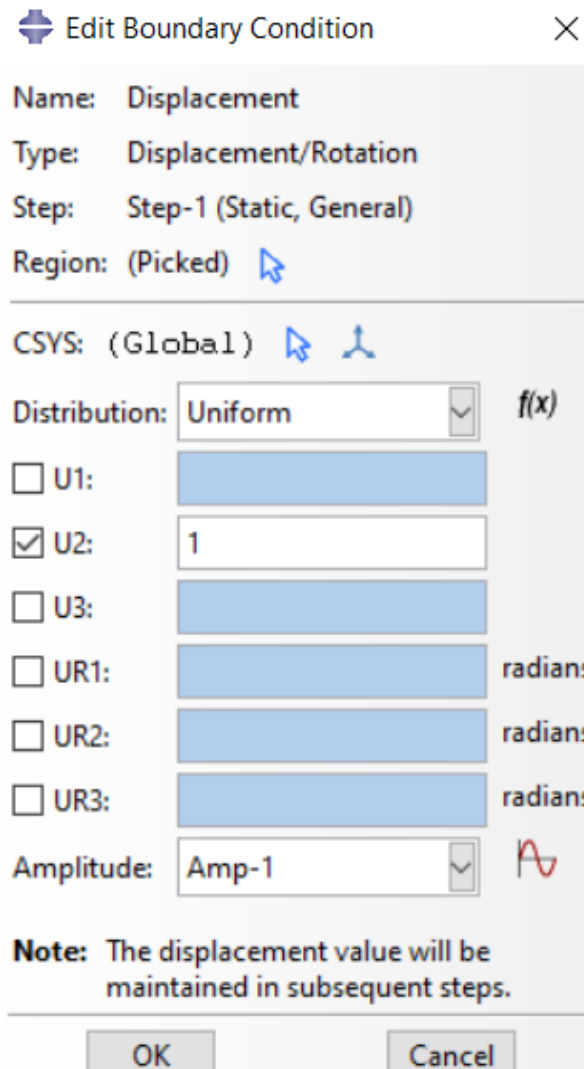 Edit Boundary Condition
Name: Displacement
Type: Displacement/Rotation
Step: Step-1 (Static, General)
Region: (Picked)
CSYS: (Global)
Distribution: Uniform f(x)
U1:
U2: 1
U3:
UR1: radians
UR2: radians
UR3: radians
Amplitude: Amp-1
Note: The displacement value will be
maintained in subsequent steps.
OK Cancel